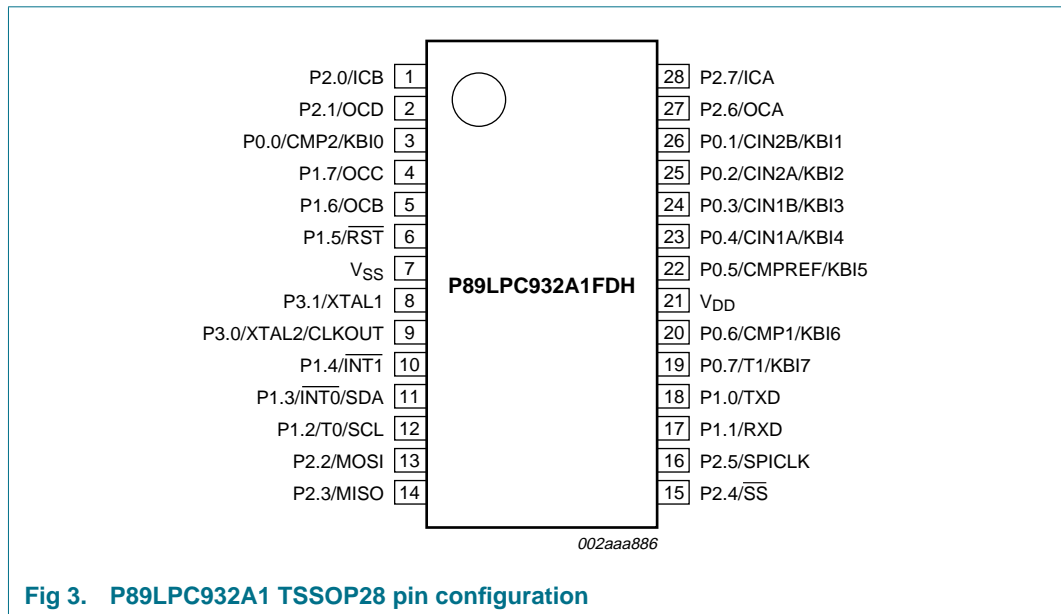 P2.0/ICB 1 28 P2.7/ICA
P2.1/OCD 2 27 P2.6/OCA
P0.0/CMP2/KBI0 3 26 P0.1/CIN2B/KBI1
P1.7/OCC 4 25 P0.2/CIN2A/KBI2
P1.6/OCB 5 24 P0.3/CIN1B/KBI3
P1.5/R̅S̅T̅ 6 23 P0.4/CIN1A/KBI4
VSS 7 22 P0.5/CMPREF/KBI5
P89LPC932A1FDH
P3.1/XTAL1 8 21 VDD
P3.0/XTAL2/CLKOUT 9 20 P0.6/CMP1/KBI6
P1.4/I̅N̅T̅1̅ 10 19 P0.7/T1/KBI7
P1.3/I̅N̅T̅0̅/SDA 11 18 P1.0/TXD
P1.2/T0/SCL 12 17 P1.1/RXD
P2.2/MOSI 13 16 P2.5/SPICLK
P2.3/MISO 14 15 P2.4/S̅S̅
002aaa886
Fig 3. P89LPC932A1 TSSOP28 pin configuration